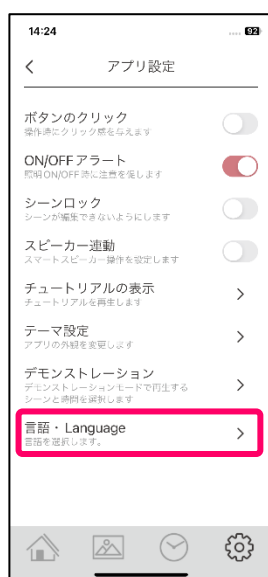 14:24
92
アプリ設定
ボタンのクリック
操作時にクリック感を与えます
ON/OFF アラート
照明ON/OFF時に注意を促します
シーンロック
シーンが編集できないようにします
スピーカー連動
スマートスピーカー操作を設定します
チュートリアルの表示
チュートリアルを再生します
テーマ設定
アプリの外観を変更します
デモンストレーション
デモンストレーションモードで再生する
シーンと時間を選択します
言語・Language
言語を選択します。